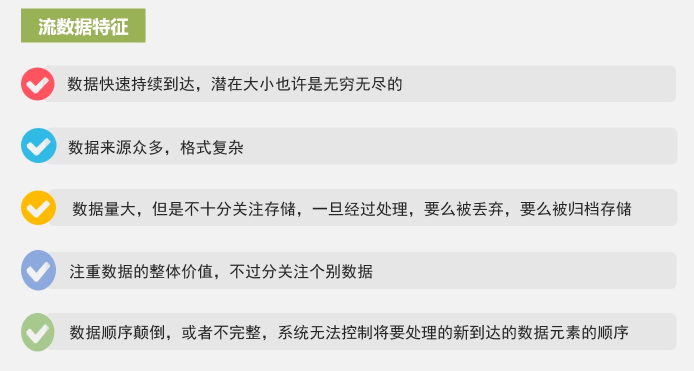 流数据特征
数据快速持续到达，潜在大小也许是无穷无尽的
数据来源众多，格式复杂
数据量大，但是不十分关注存储，一旦经过处理，要么被丢弃，要么被归档存储
注重数据的整体价值，不过分关注个别数据
数据顺序颠倒，或者不完整，系统无法控制将要处理的新到达的数据元素的顺序